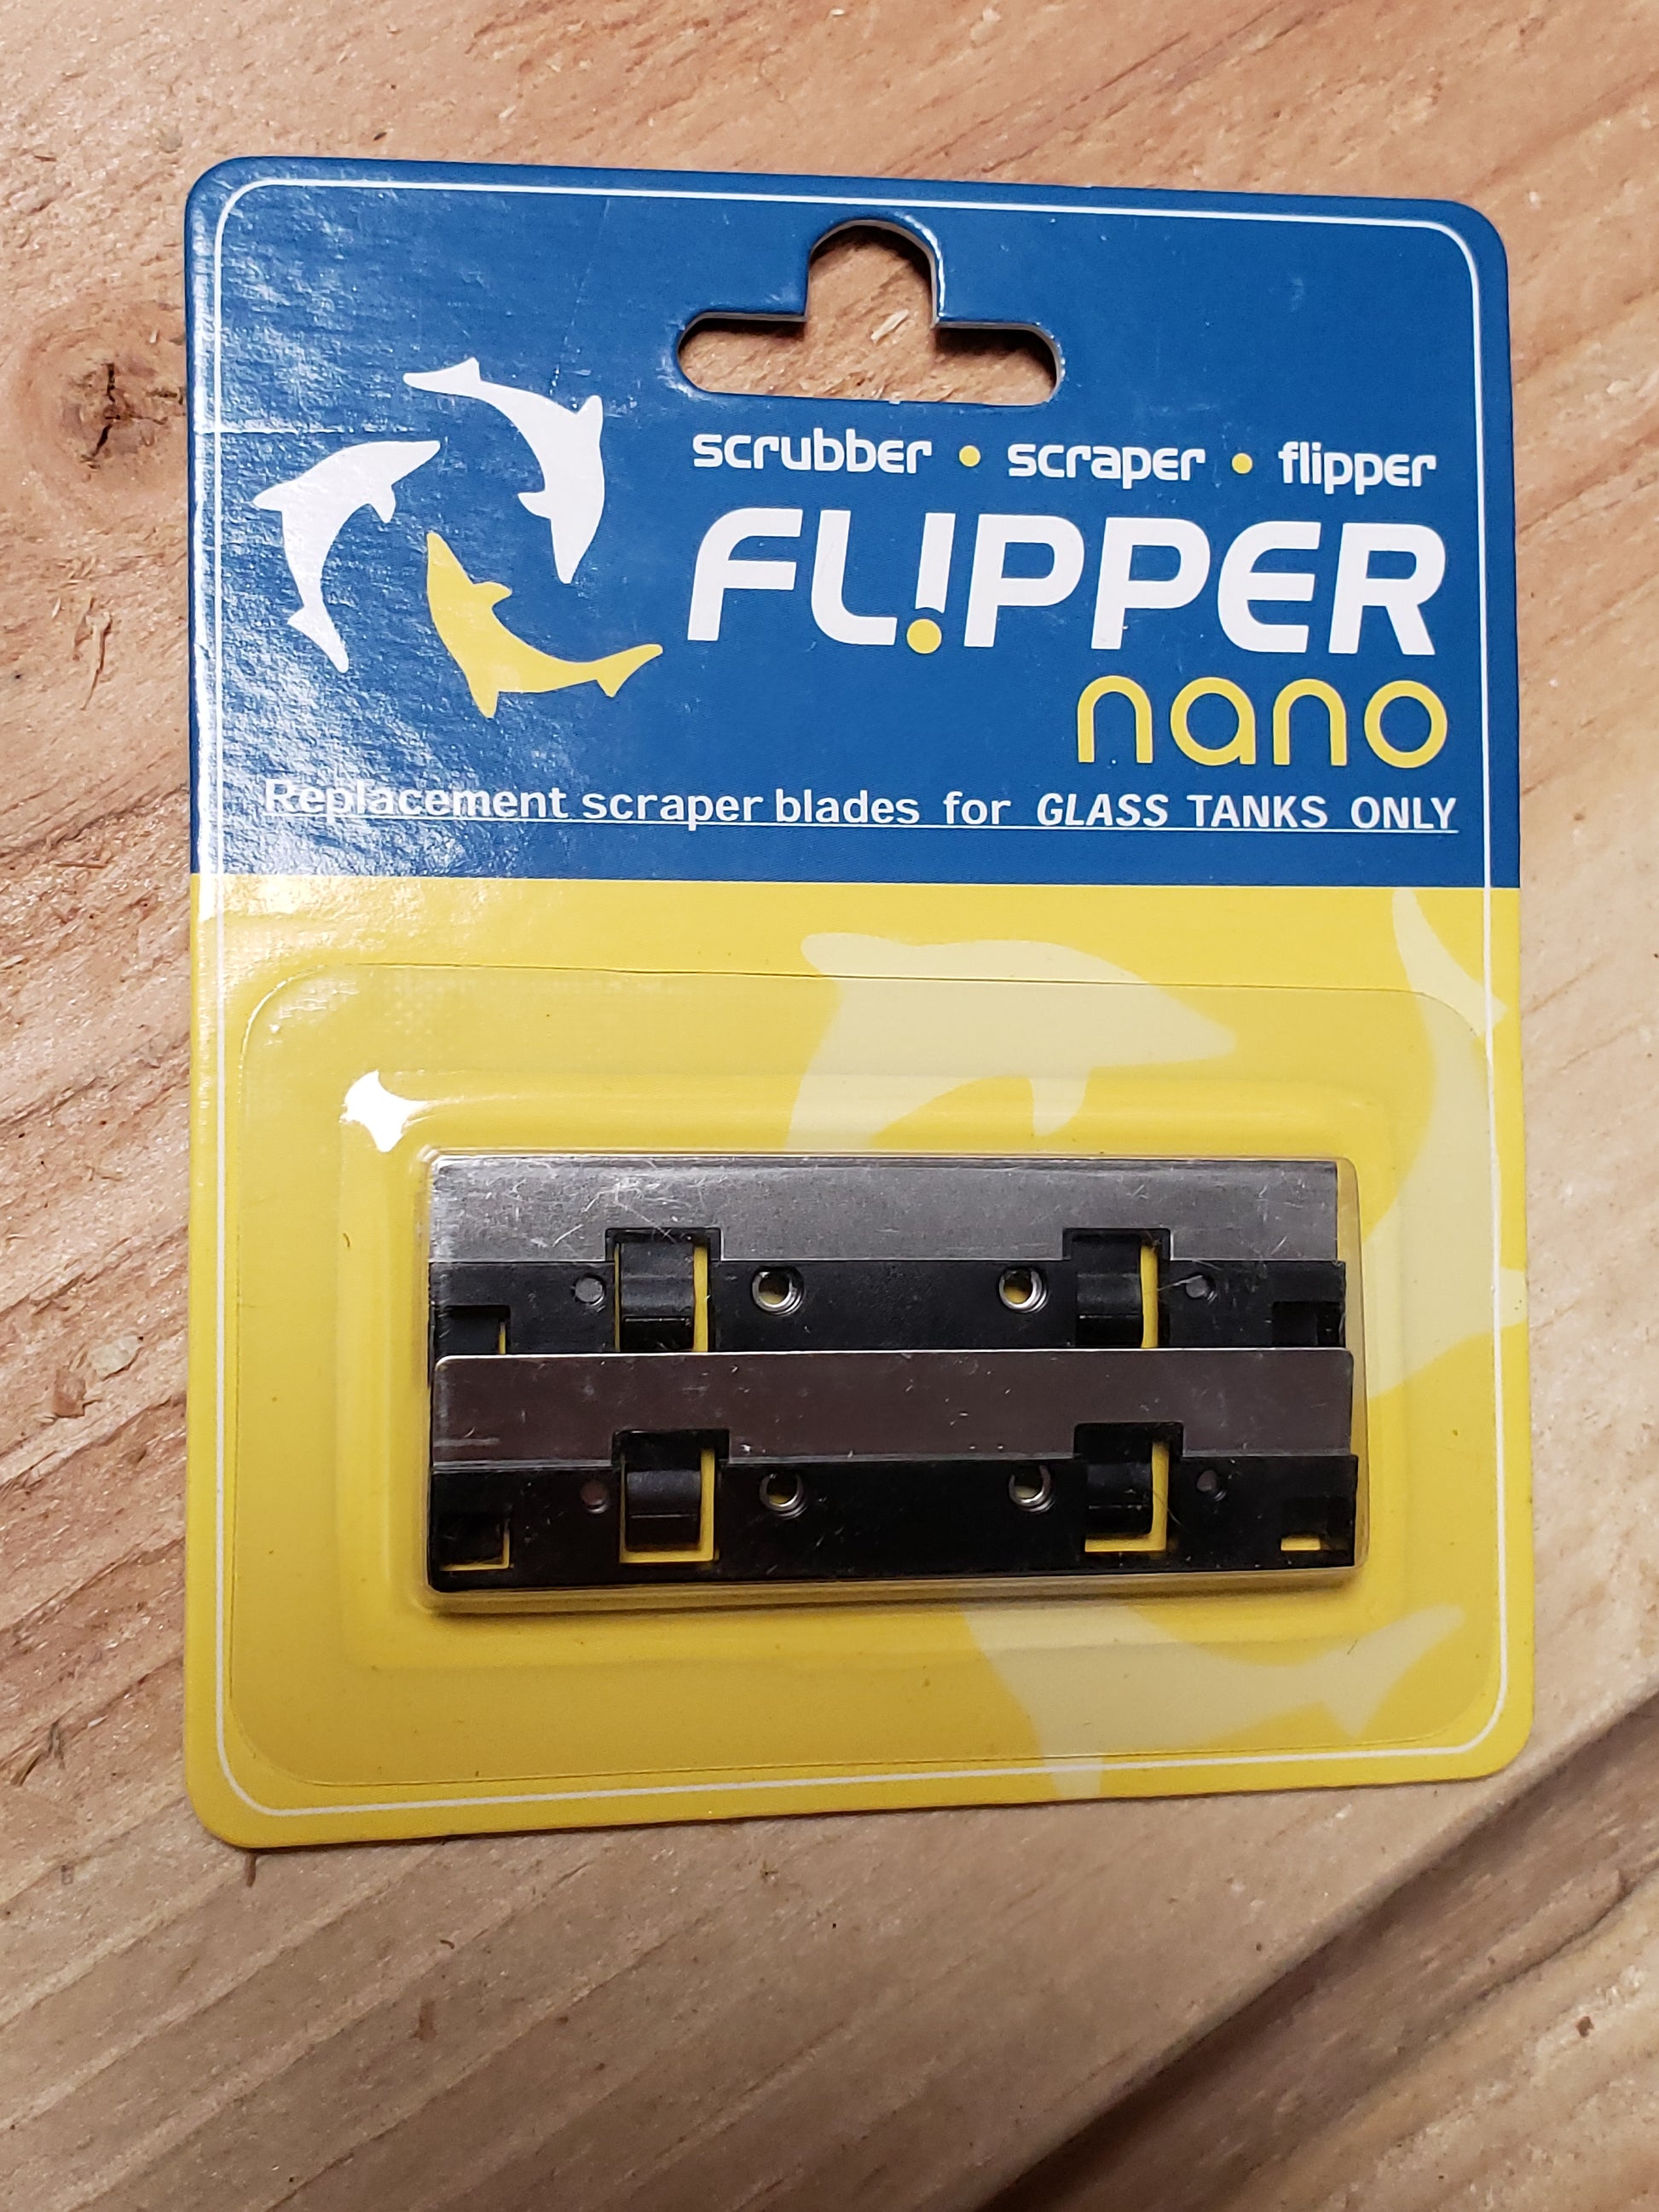 scrubber • scraper • flipper
FL!PPER
nano
Replacement scraper blades for GLASS TANKS ONLY